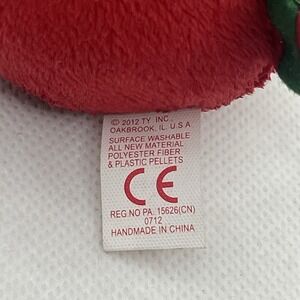 © 2012 TY INC.,
OAKBROOK, IL. U.S.A
SURFACE WASHABLE
ALL NEW MATERIAL
POLYESTER FIBER
& PLASTIC PELLETS
CE
REG.NO PA. 15626(CN)
0712
HANDMADE IN CHINA